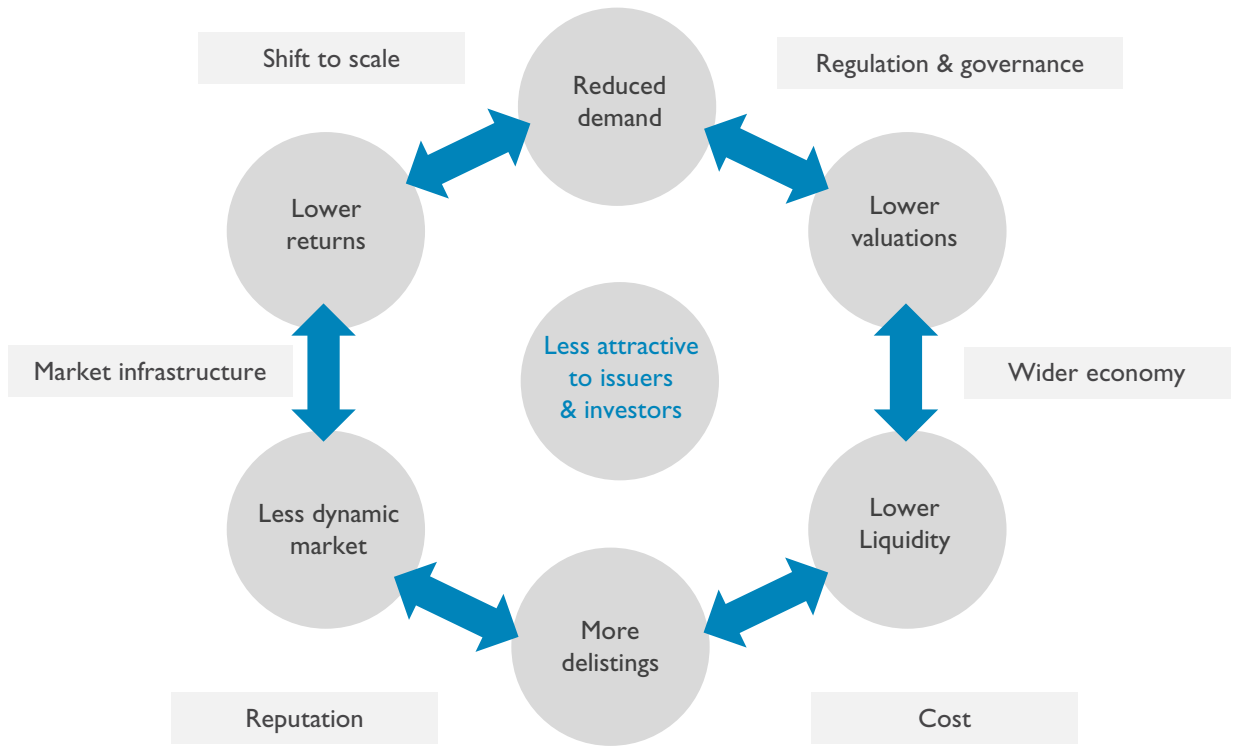 Shift to scale
Reduced
demand
Regulation & governance
Lower
returns
Lower
valuations
Market infrastructure
Less attractive
to issuers
& investors
Wider economy
Less dynamic
market
Lower
Liquidity
More
delistings
Reputation
Cost